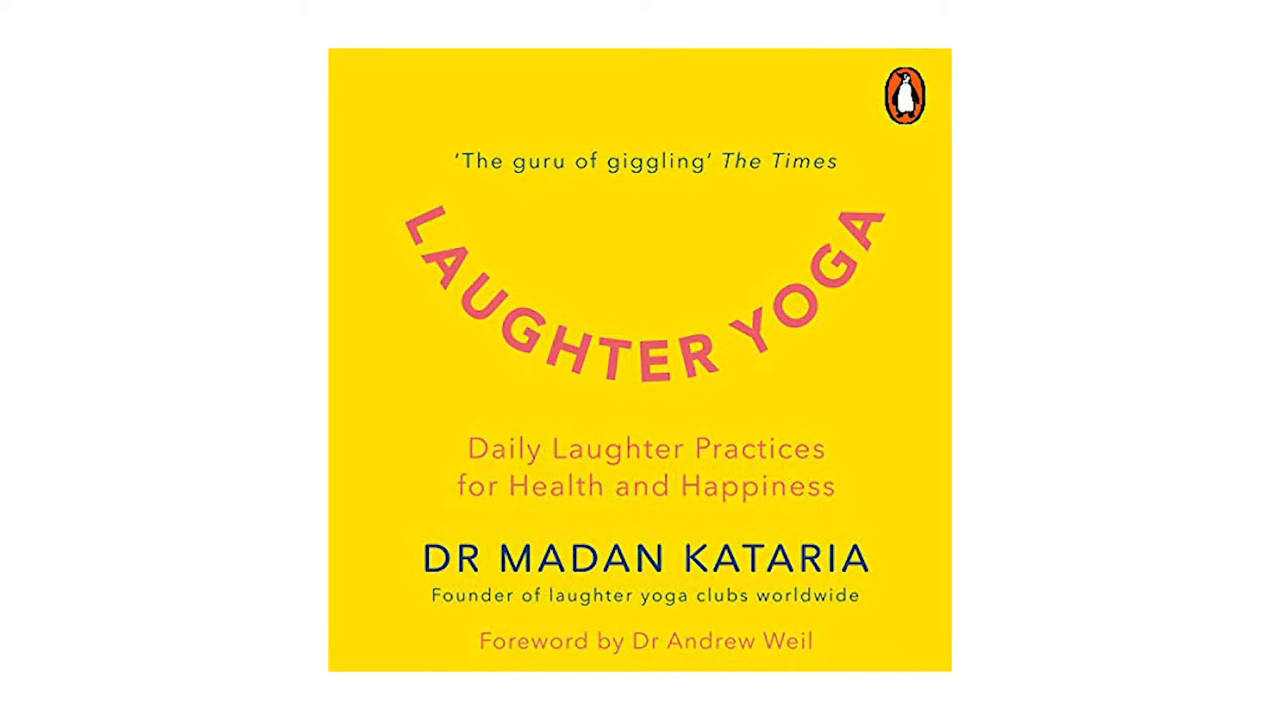 ‘The guru of giggling’ The Times
LAUGHTER YOGA
Daily Laughter Practices
for Health and Happiness
DR MADAN KATARIA
Founder of laughter yoga clubs worldwide
Foreword by Dr Andrew Weil